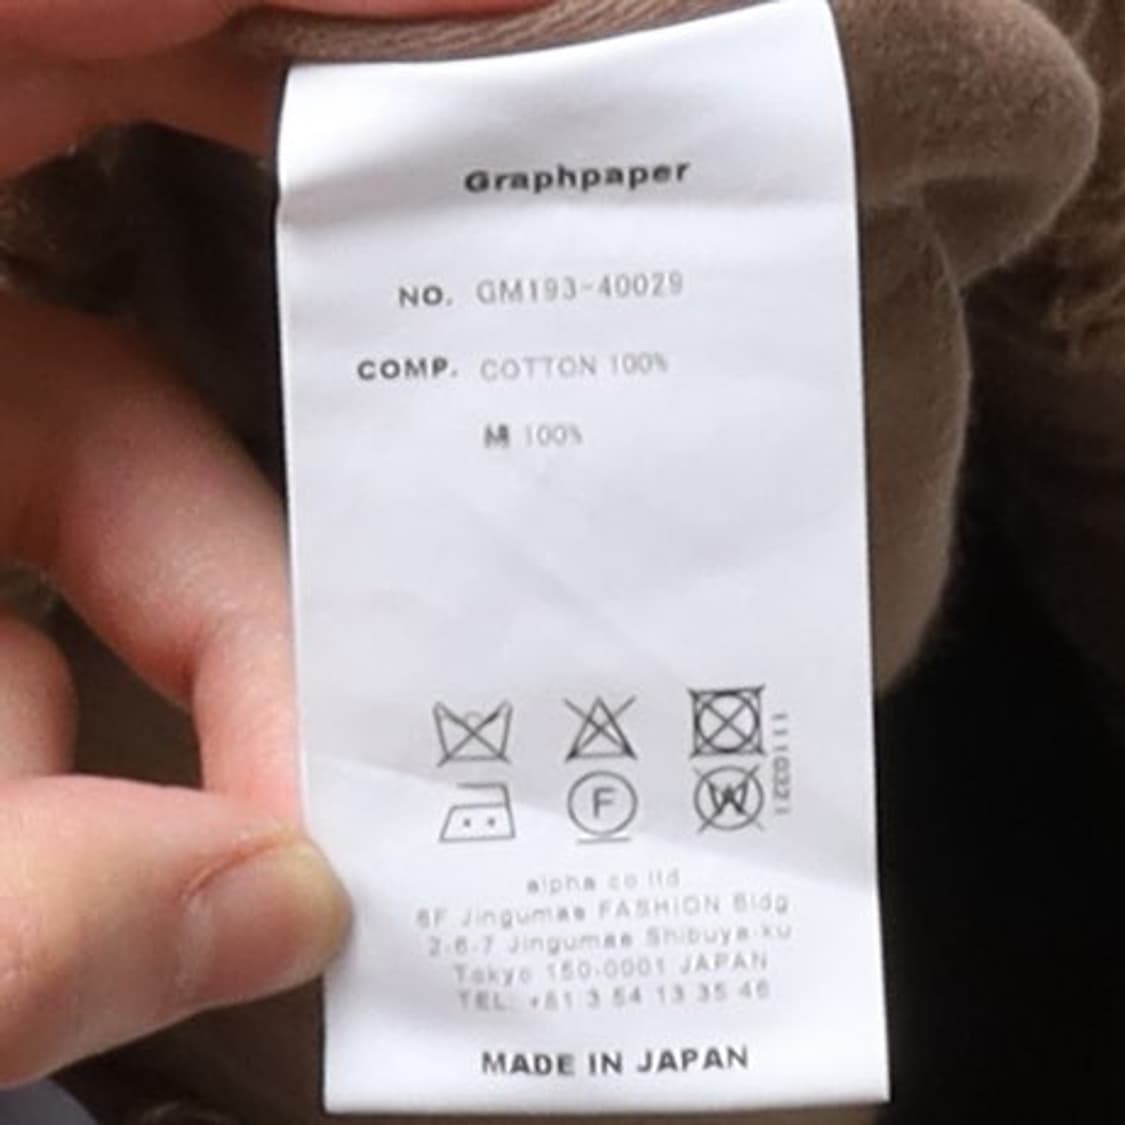 Graphpaper
NO. GM193-40029
COMP. COTTON 100%
100%
F
W
alpha co ltd
6F Jingumae FASHION Bldg
2-6-7 Jingumae Shibuya-ku
Tokyo 150-0001 JAPAN
TEL: +81 3 54 13 35 46
MADE IN JAPAN